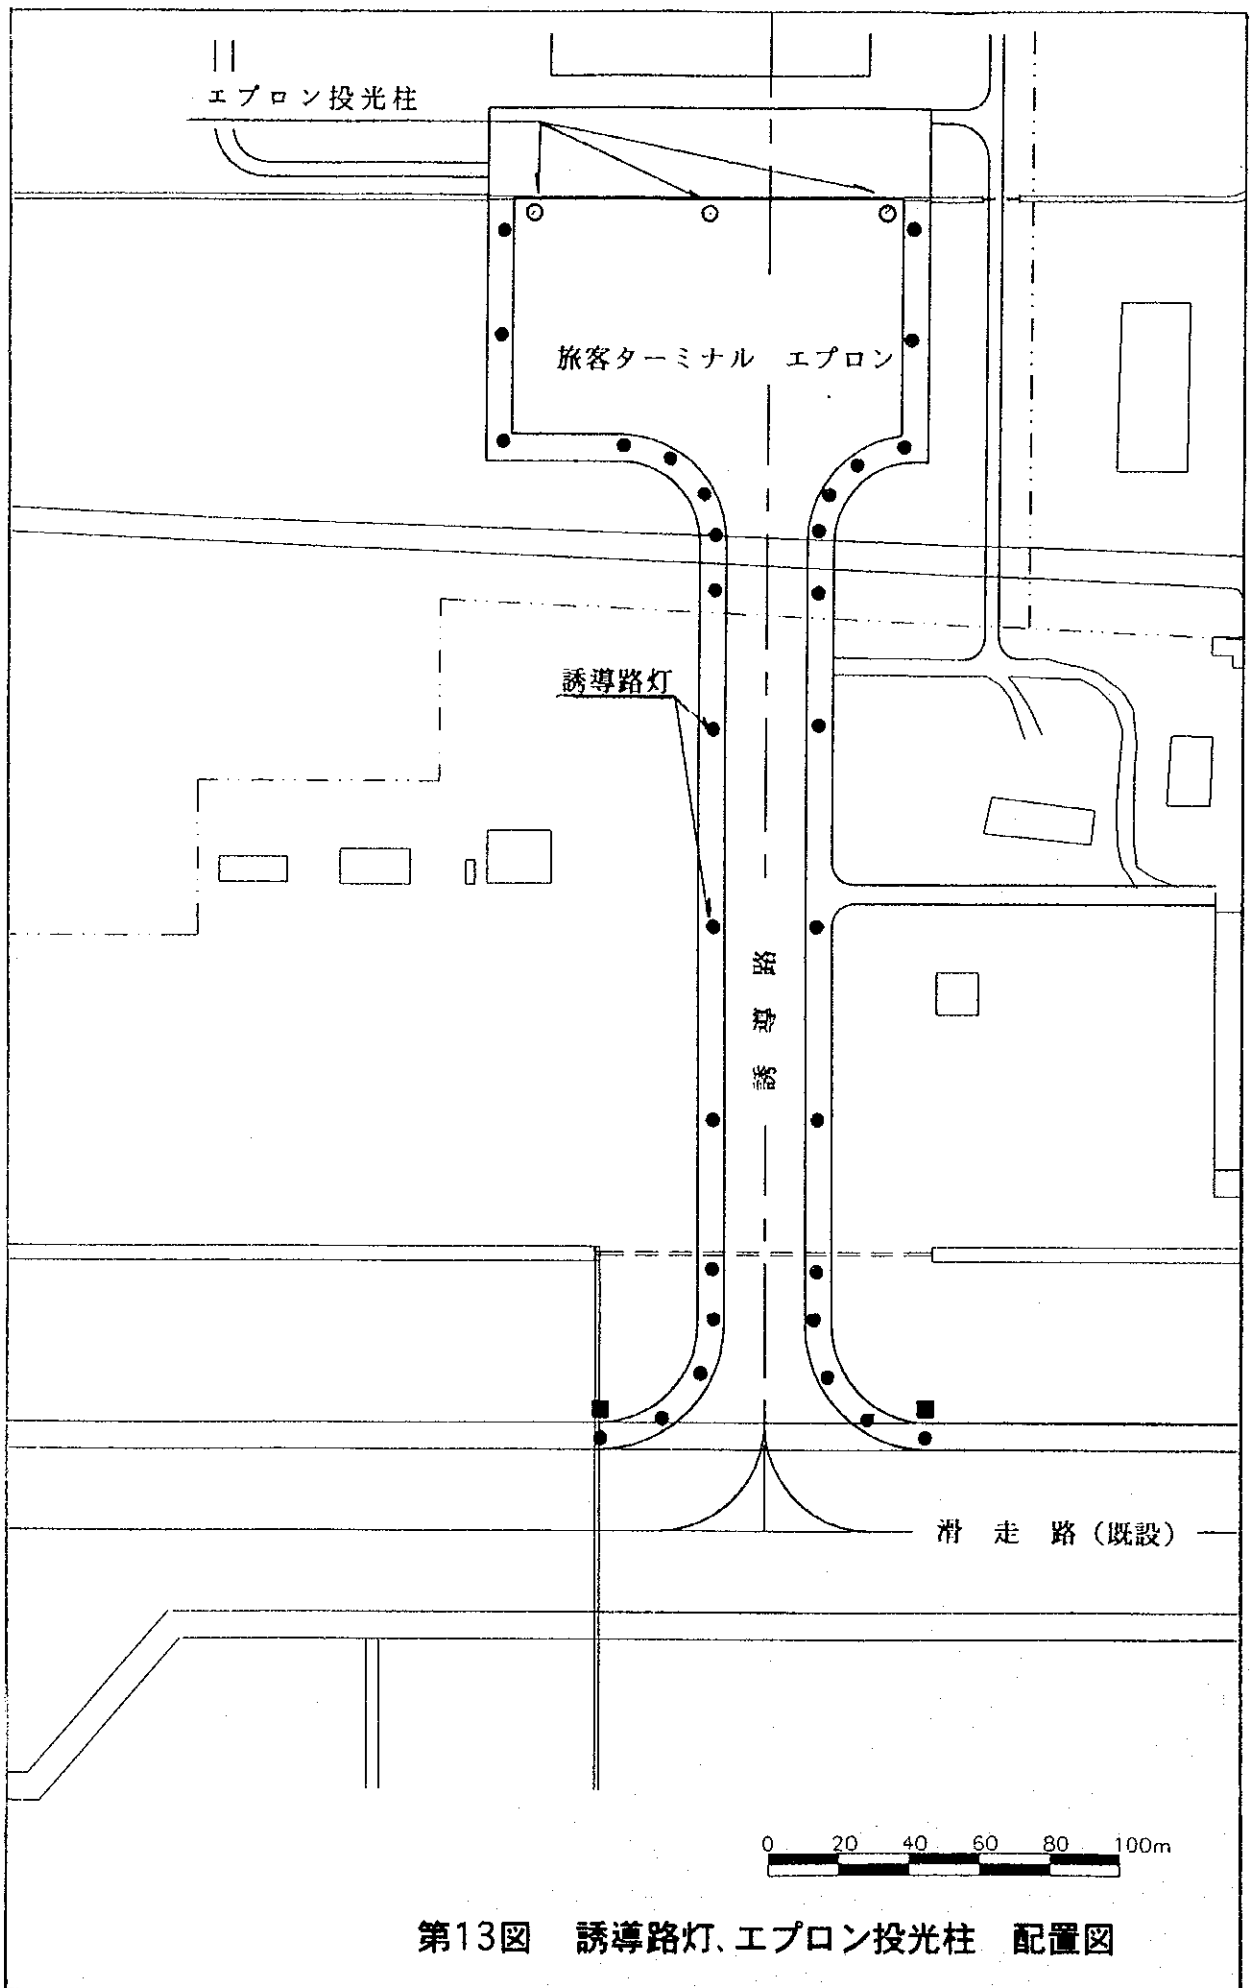 エプロン投光柱
旅客ターミナル エプロン
誘導路灯
誘導路
滑走路(既設)
0 20 40 60 80 100m
第13図 誘導路灯、エプロン投光柱 配置図